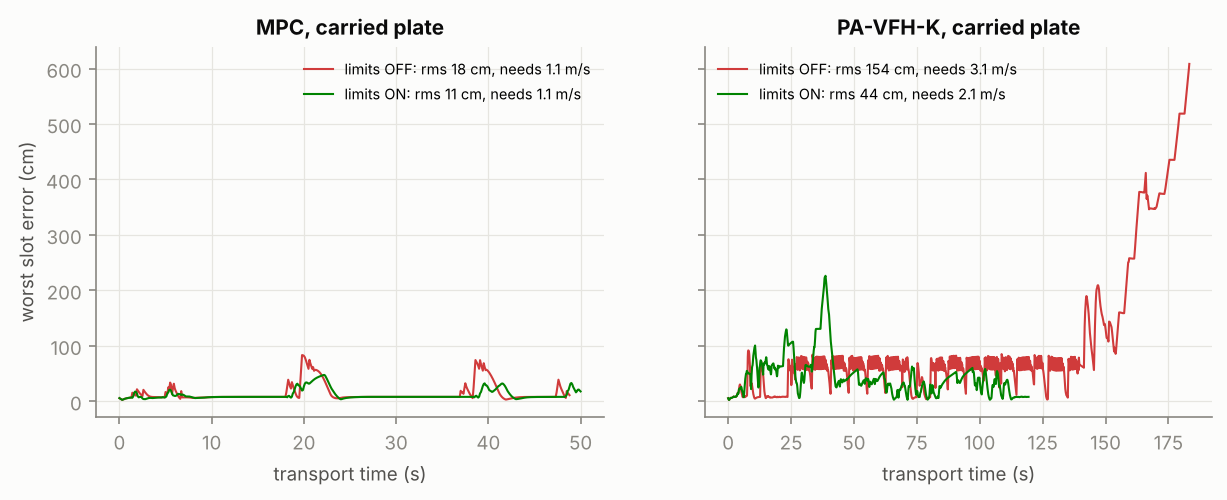 MPC, carried plate
limits OFF: rms 18 cm, needs 1.1 m/s
limits ON: rms 11 cm, needs 1.1 m/s
worst slot error (cm)
600
500
400
300
200
100
0
0 10 20 30 40 50
transport time (s)
PA-VFH-K, carried plate
limits OFF: rms 154 cm, needs 3.1 m/s
limits ON: rms 44 cm, needs 2.1 m/s
0 25 50 75 100 125 150 175
transport time (s)